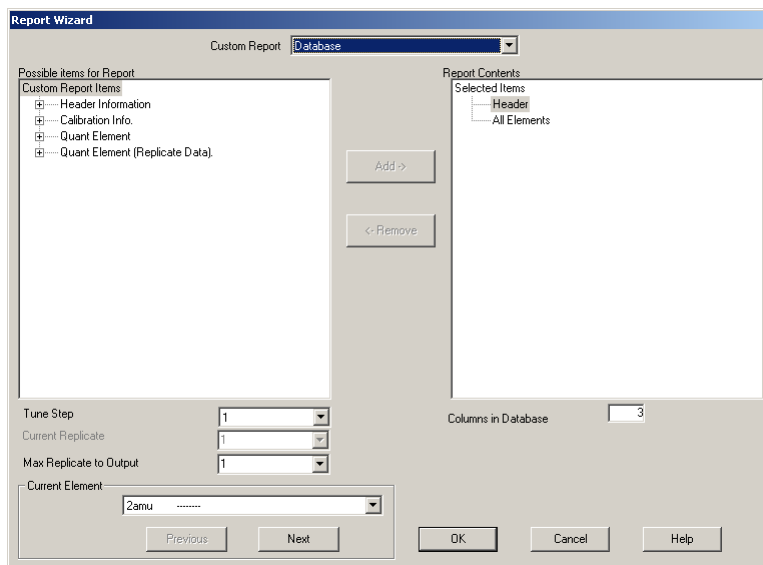 Report Wizard
Custom Report Database
Possible items for Report
Custom Report Items
Header Information
Calibration Info.
Quant Element
Quant Element (Replicate Data).
Add ->
<- Remove
Report Contents
Selected Items
Header
All Elements
Tune Step 1
Current Replicate 1
Max Replicate to Output 1
Columns in Database 3
Current Element
2amu --------
Previous
Next
OK
Cancel
Help